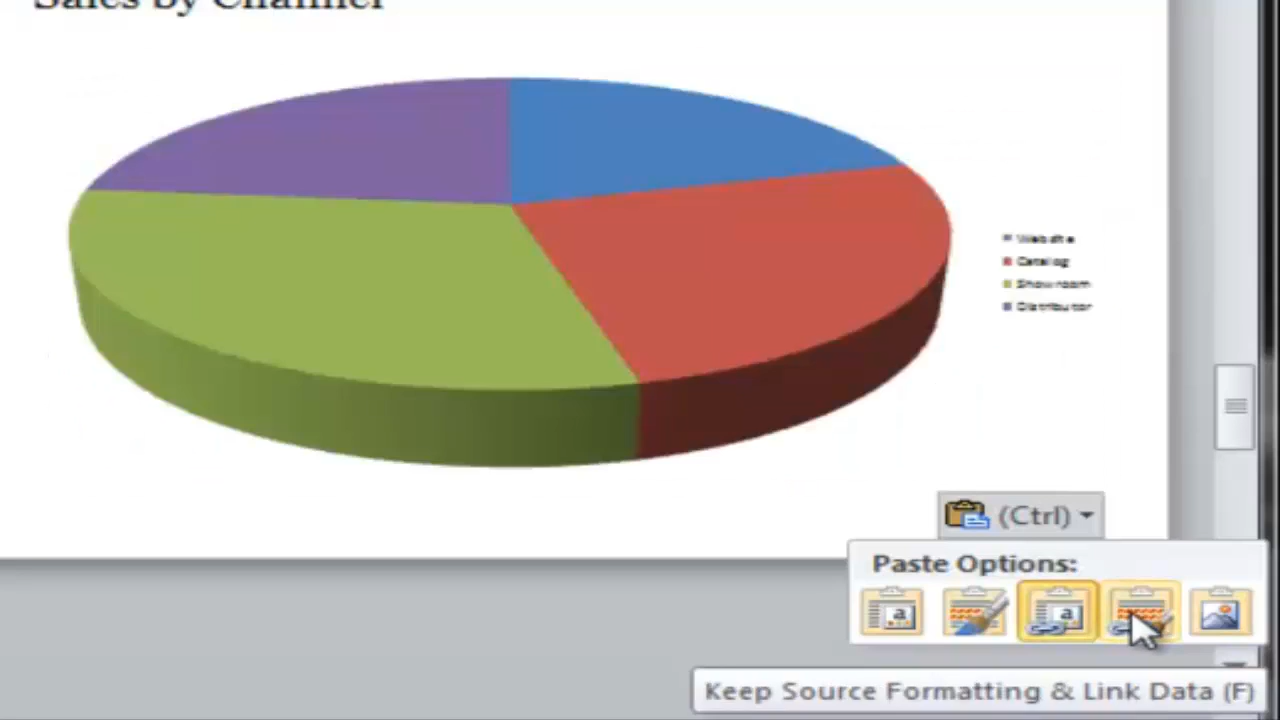 Sales by Channel
Website
Catalog
Showroom
Distributor
(Ctrl)
Paste Options:
Keep Source Formatting & Link Data (F)